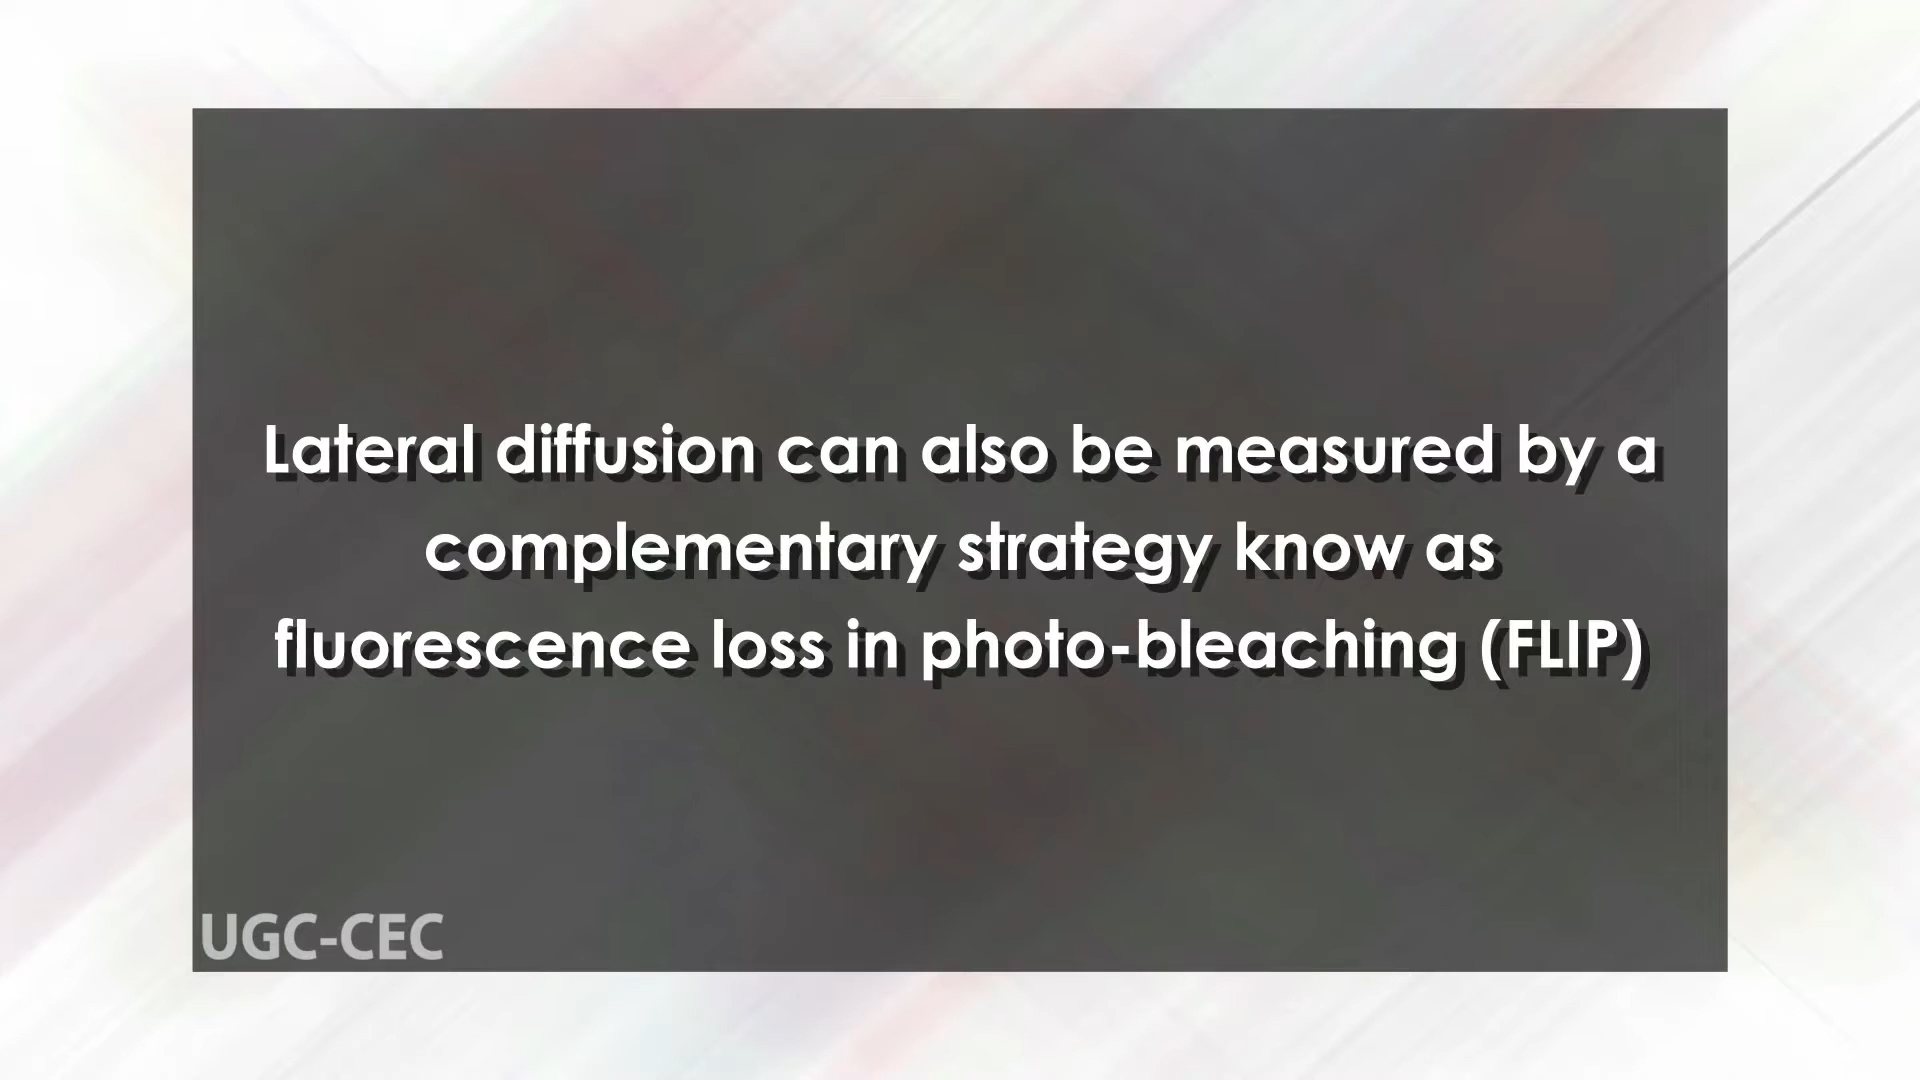 Lateral diffusion can also be measured by a
complementary strategy know as
fluorescence loss in photo-bleaching (FLIP)
UGC-CEC